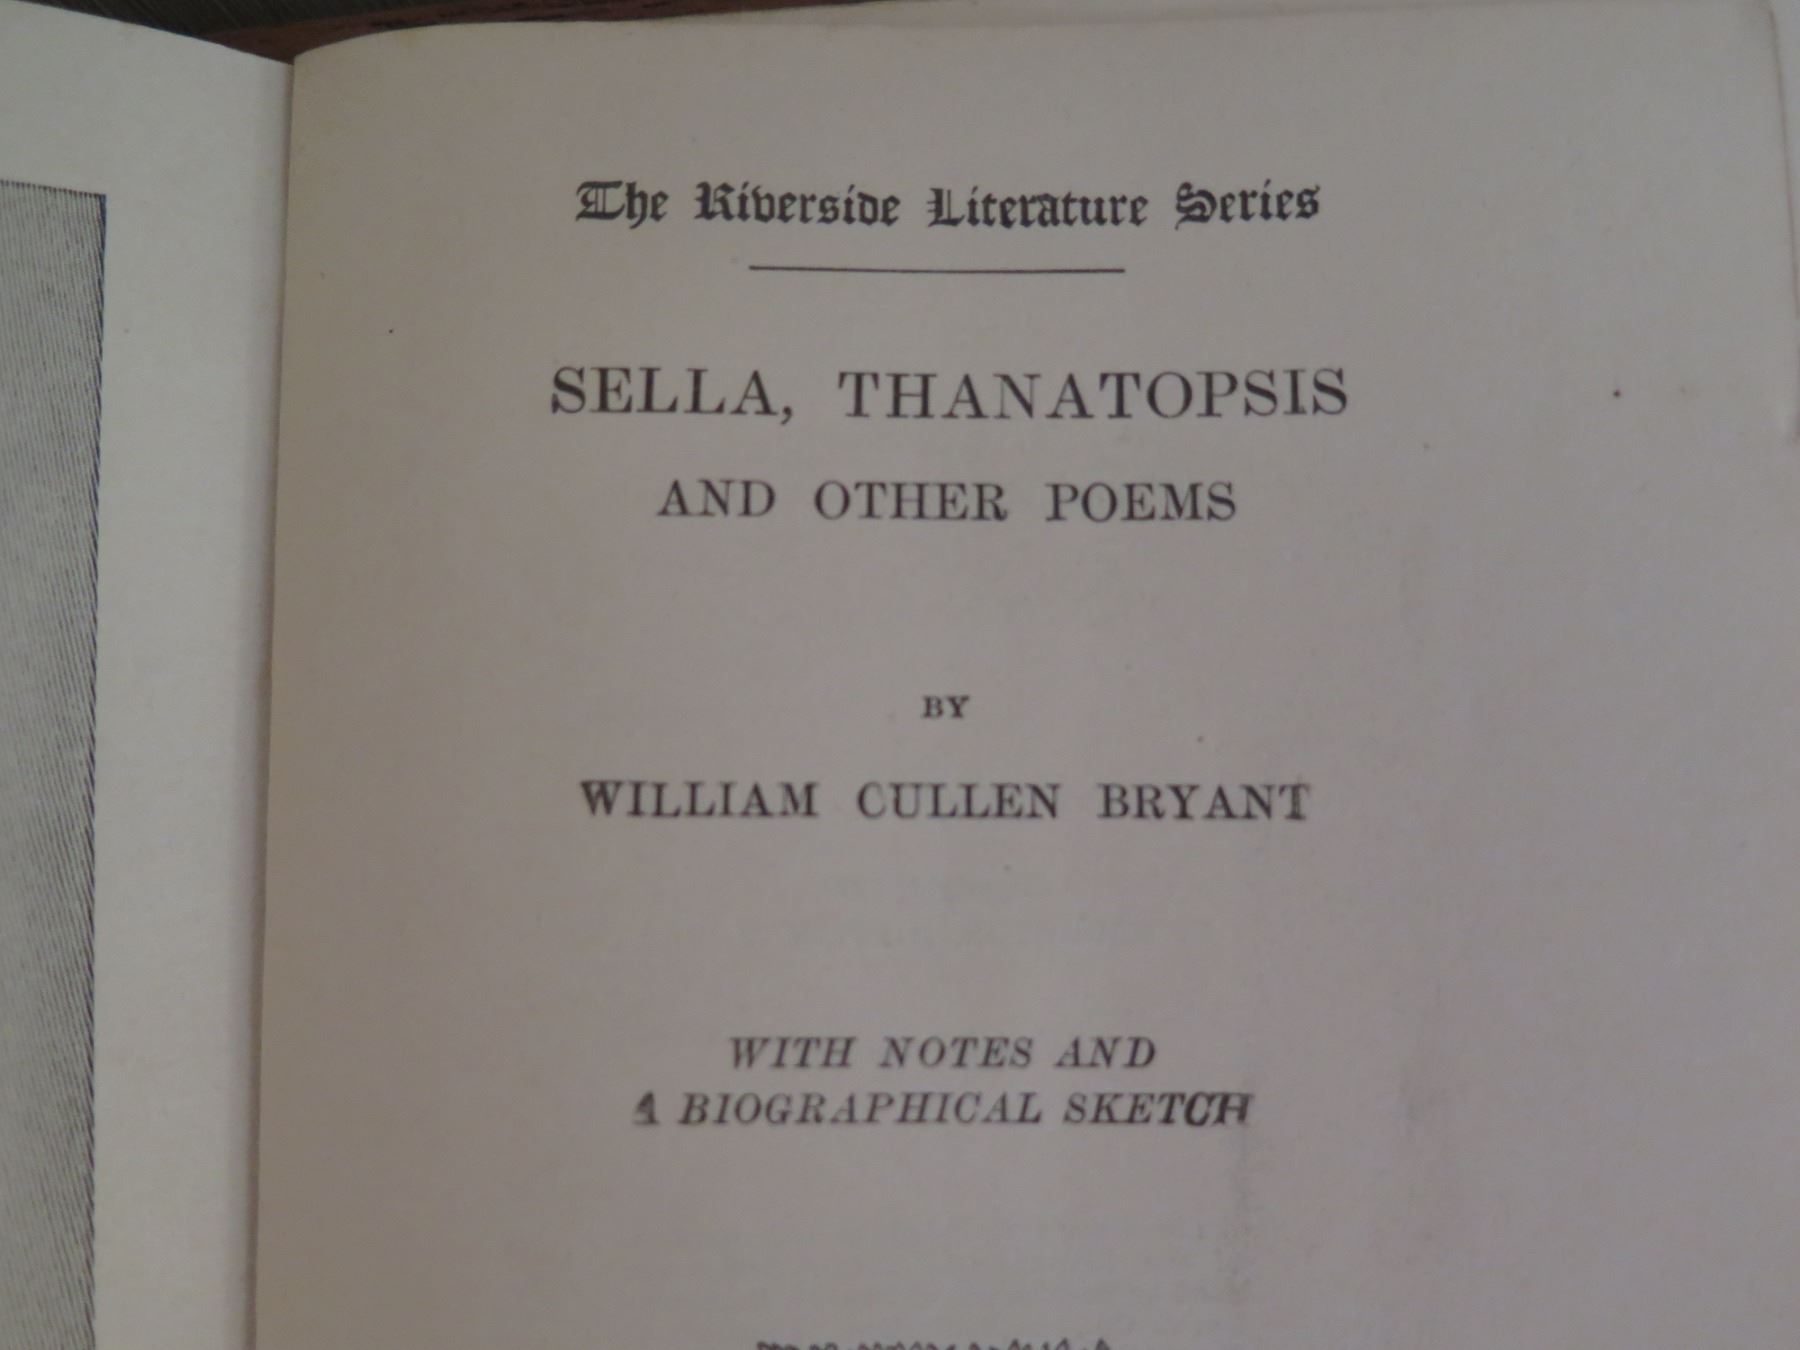 The Riverside Literature Series
SELLA, THANATOPSIS
AND OTHER POEMS
BY
WILLIAM CULLEN BRYANT
WITH NOTES AND
A BIOGRAPHICAL SKETCH